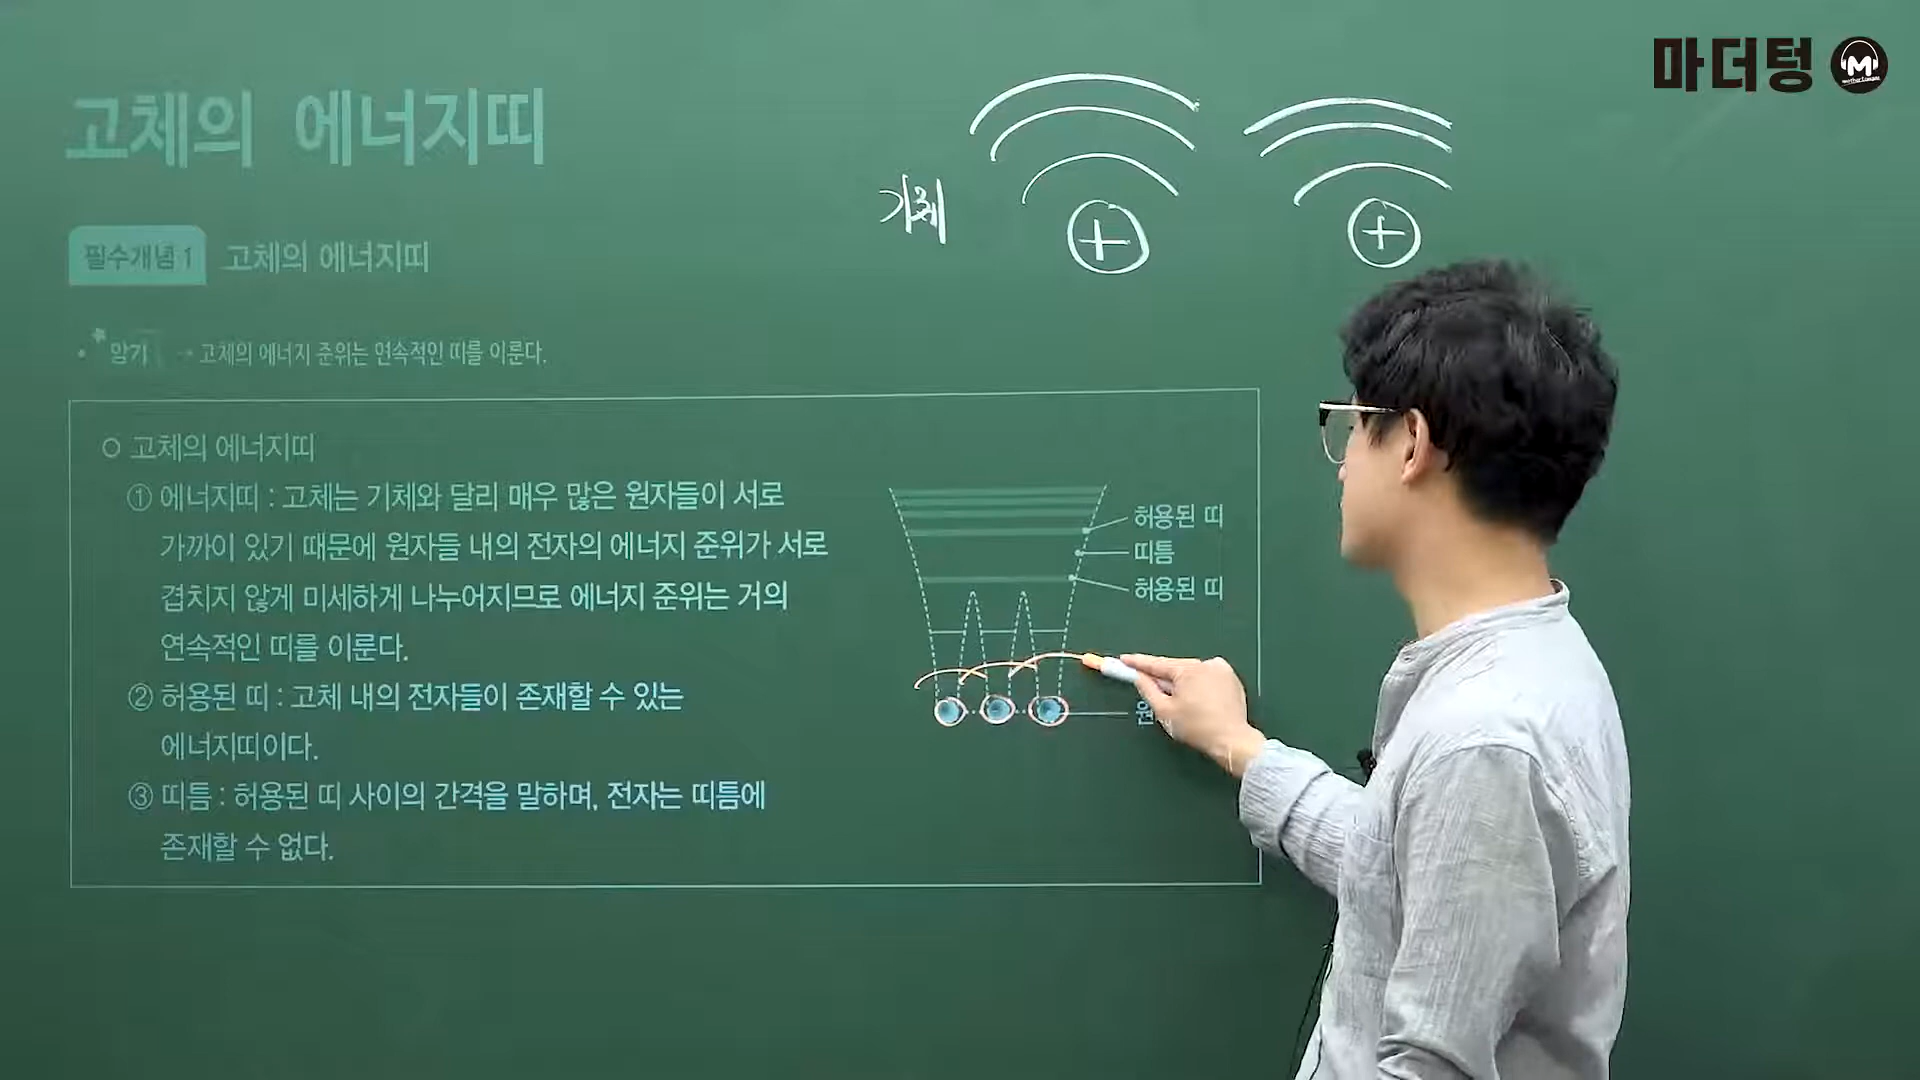 마더텅
M
고체의 에너지띠
기체
필수개념 1 고체의 에너지띠
• 암기 → 고체의 에너지 준위는 연속적인 띠를 이룬다.
○ 고체의 에너지띠
① 에너지띠 : 고체는 기체와 달리 매우 많은 원자들이 서로
가까이 있기 때문에 원자들 내의 전자의 에너지 준위가 서로
겹치지 않게 미세하게 나누어지므로 에너지 준위는 거의
연속적인 띠를 이룬다.
② 허용된 띠 : 고체 내의 전자들이 존재할 수 있는
에너지띠이다.
③ 띠틈 : 허용된 띠 사이의 간격을 말하며, 전자는 띠틈에
존재할 수 없다.
허용된 띠
띠틈
허용된 띠